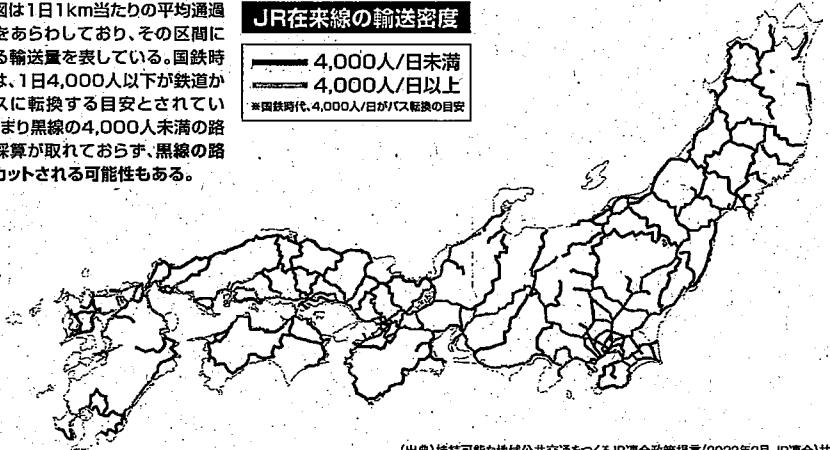 図は1日1km当たりの平均通過
をあらわしており、その区間に
る輸送量を表している。国鉄時
は、1日4,000人以下が鉄道か
スに転換する目安とされてい
まり黒線の4,000人未満の路
採算が取れておらず、黒線の路
カットされる可能性もある。
JR在来線の輸送密度
4,000人/日未満
4,000人/日以上
※国鉄時代、4,000人/日がバス転換の目安
(出典)持続可能な地域公共交通をつくるJR連合政策提言(2022年2月 JR連合)